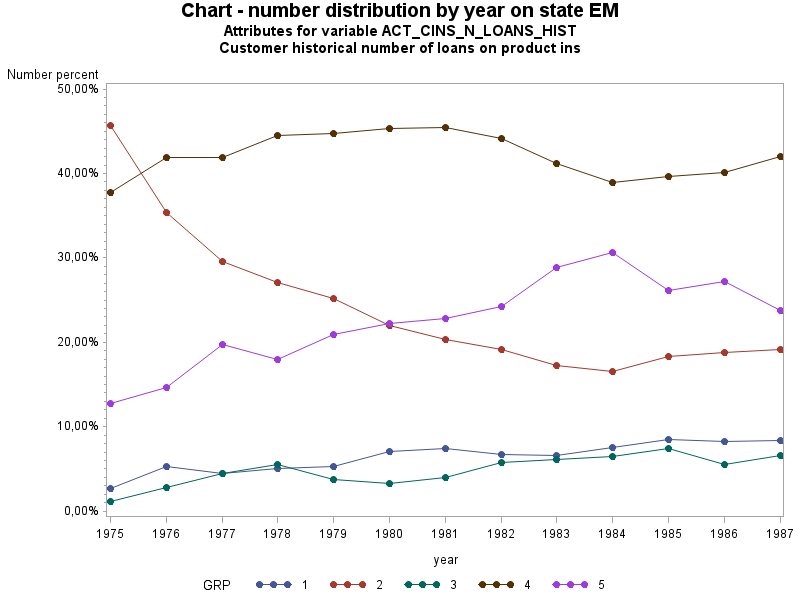 Chart - number distribution by year on state EM
Attributes for variable ACT_CINS_N_LOANS_HIST
Customer historical number of loans on product ins
Number percent
50,00%
40,00%
30,00%
20,00%
10,00%
0,00%
1975 1976 1977 1978 1979 1980 1981 1982 1983 1984 1985 1986 1987
year
GRP 1 2 3 4 5